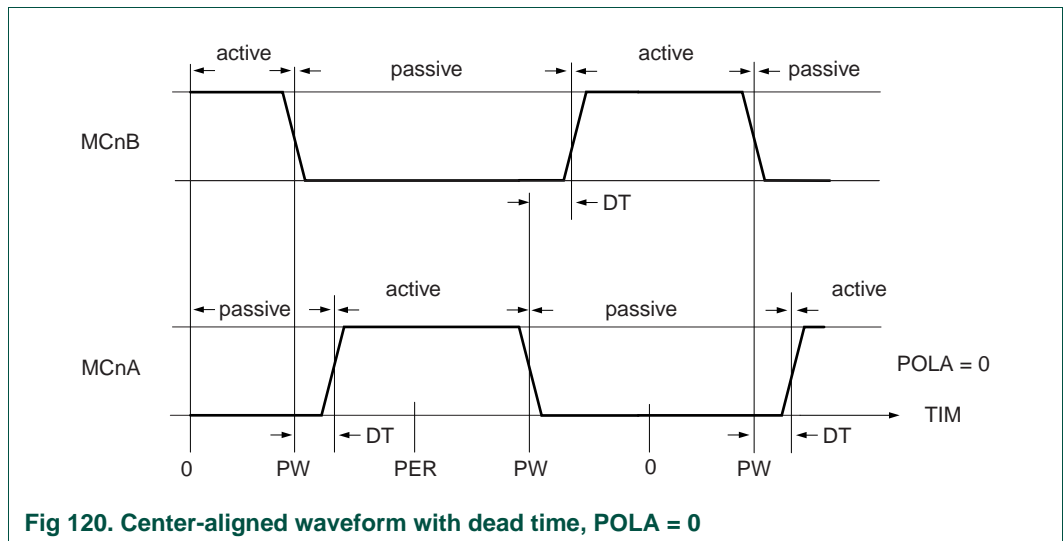 active
passive
active
passive
MCnB
DT
active
active
passive
passive
MCnA
POLA = 0
TIM
DT
DT
0
PW
PER
PW
0
PW
Fig 120. Center-aligned waveform with dead time, POLA = 0